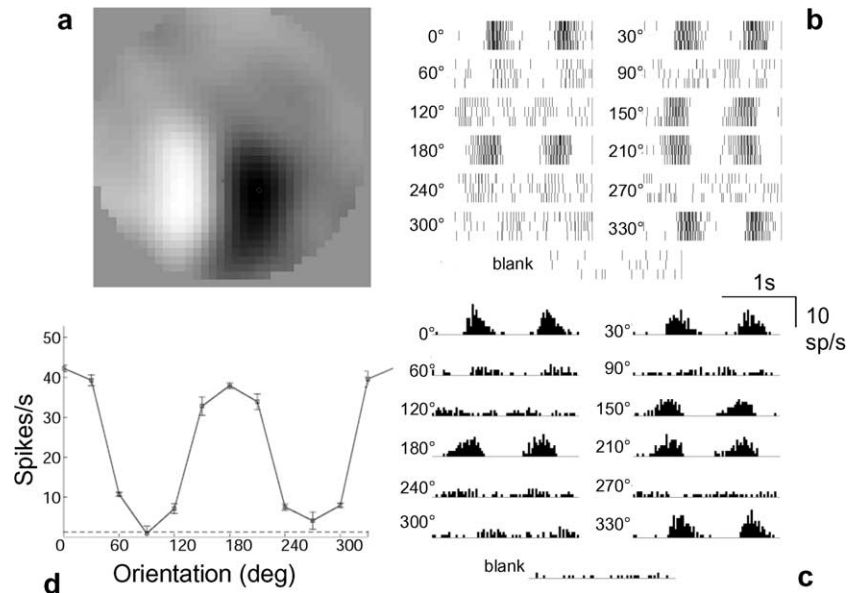 a
b
0° 30°
60° 90°
120° 150°
180° 210°
240° 270°
300° 330°
blank
1s
10
sp/s
0° 30°
60° 90°
120° 150°
180° 210°
240° 270°
300° 330°
blank
c
50
40
30
20
10
Spikes/s
0 60 120 180 240 300
Orientation (deg)
d